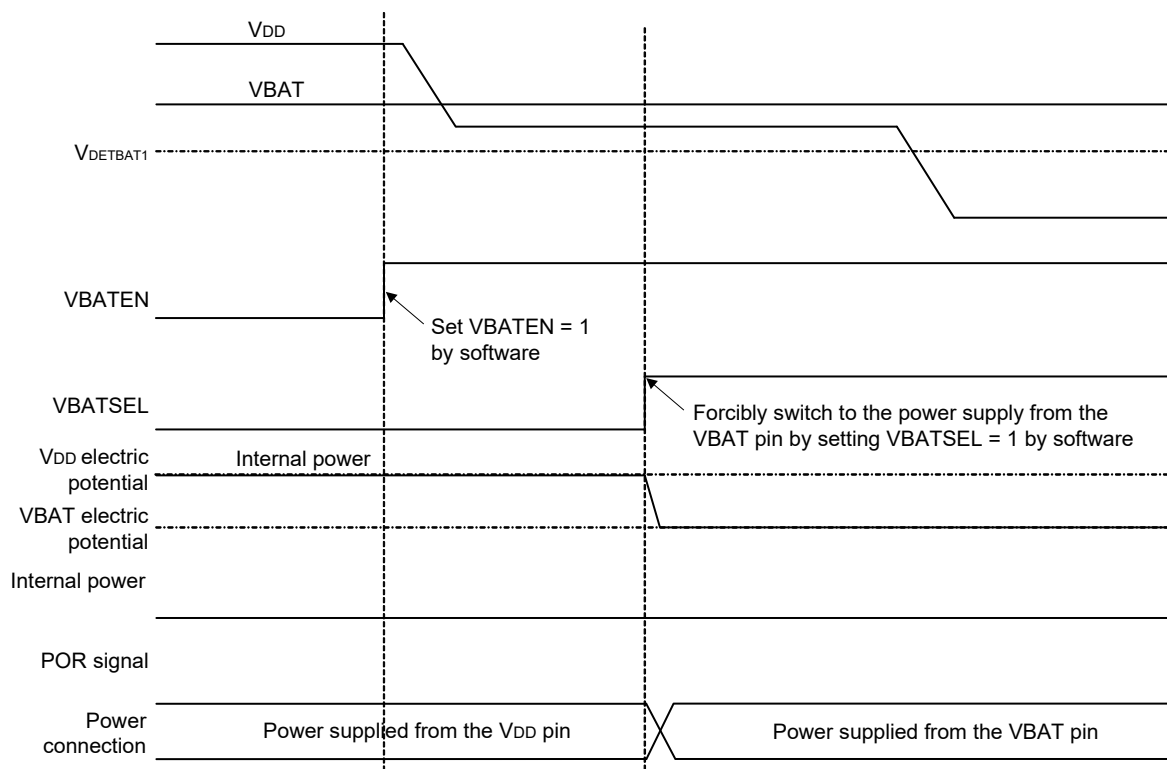 VDD
VBAT
VDETBAT1
VBATEN
Set VBATEN = 1
by software
VBATSEL
Forcibly switch to the power supply from the
VBAT pin by setting VBATSEL = 1 by software
VDD electric
potential
Internal power
VBAT electric
potential
Internal power
POR signal
Power
connection
Power supplied from the VDD pin
Power supplied from the VBAT pin